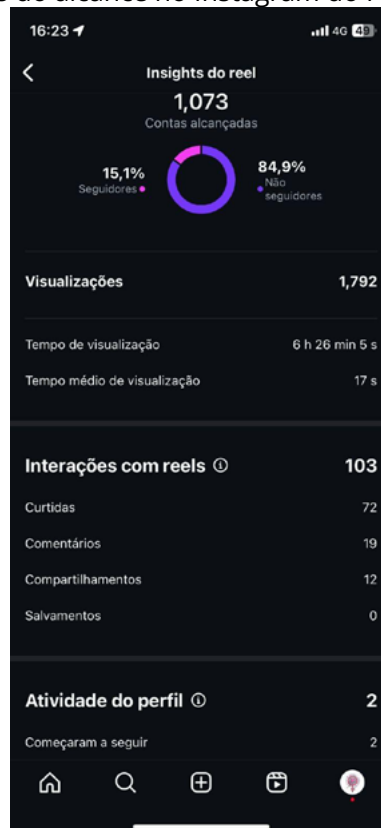 16:23 4G 49
Insights do reel
1,073
Contas alcançadas
15,1%
Seguidores
84,9%
Não
seguidores
Visualizações 1,792
Tempo de visualização 6 h 26 min 5 s
Tempo médio de visualização 17 s
Interações com reels 103
Curtidas 72
Comentários 19
Compartilhamentos 12
Salvamentos 0
Atividade do perfil 2
Começaram a seguir 2